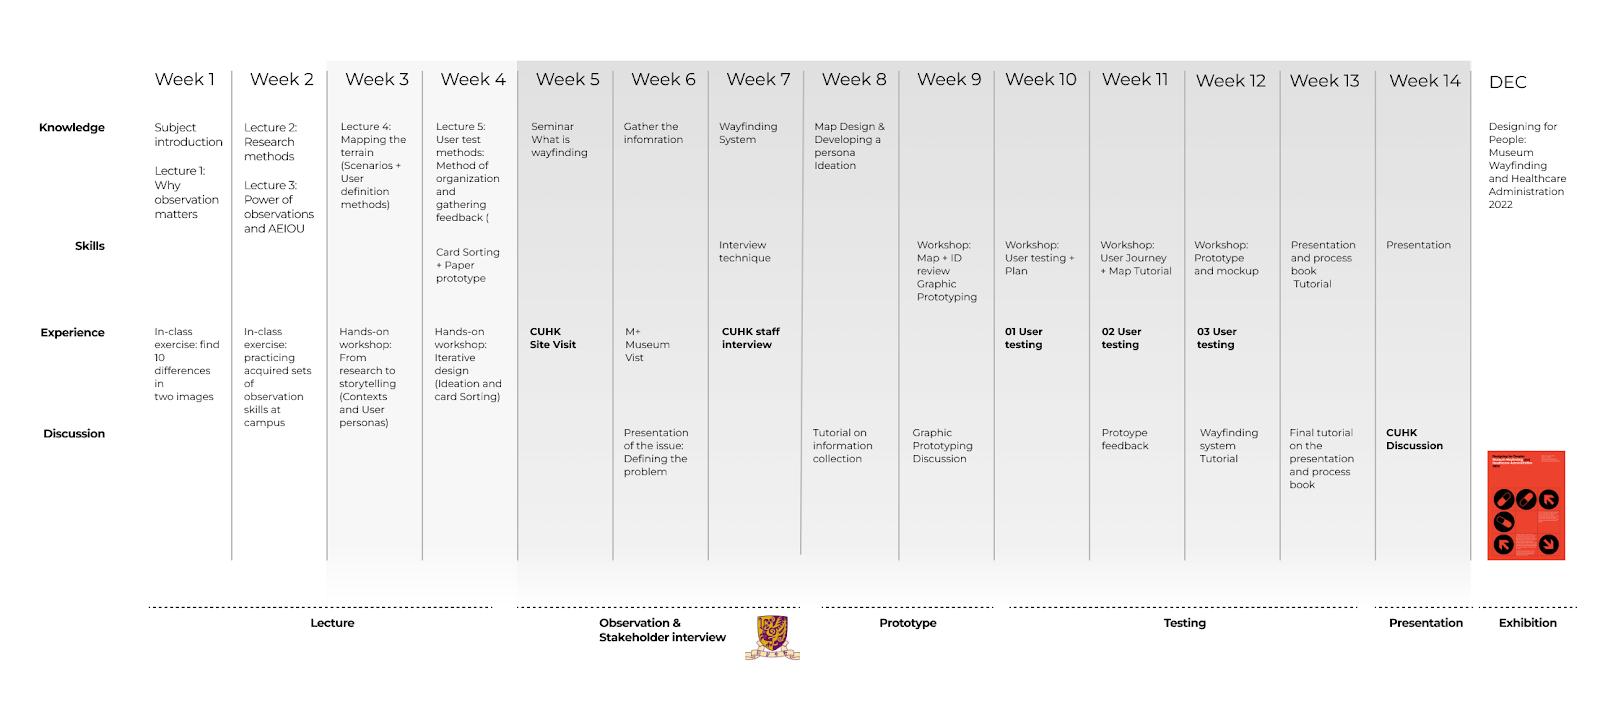 Week 1
Week 2
Week 3
Week 4
Week 5
Week 6
Week 7
Week 8
Week 9
Week 10
Week 11
Week 12
Week 13
Week 14
DEC
Knowledge
Subject
introduction
Lecture 1:
Why
observation
matters
Lecture 2:
Research
methods
Lecture 3:
Power of
observations
and AEIOU
Lecture 4:
Mapping the
terrain
(Scenarios +
User
definition
methods)
Lecture 5:
User test
methods:
Method of
organization
and
gathering
feedback (
Seminar
What is
wayfinding
Gather the
infomration
Wayfinding
System
Map Design &
Developing a
persona
Ideation
Designing for
People:
Museum
Wayfinding
and Healthcare
Administration
2022
Skills
Card Sorting
+ Paper
prototype
Interview
technique
Workshop:
Map + ID
review
Graphic
Prototyping
Workshop:
User testing +
Plan
Workshop:
User Journey
+ Map Tutorial
Workshop:
Prototype
and mockup
Presentation
and process
book
Tutorial
Presentation
Experience
In-class
exercise: find
10
differences
in
two images
In-class
exercise:
practicing
acquired sets
of
observation
skills at
campus
Hands-on
workshop:
From
research to
storytelling
(Contexts
and User
personas)
Hands-on
workshop:
Iterative
design
(Ideation and
card Sorting)
CUHK
Site Visit
M+
Museum
Vist
CUHK staff
interview
01 User
testing
02 User
testing
03 User
testing
Discussion
Presentation
of the issue:
Defining the
problem
Tutorial on
information
collection
Graphic
Prototyping
Discussion
Protoype
feedback
Wayfinding
system
Tutorial
Final tutorial
on the
presentation
and process
book
CUHK
Discussion
Lecture
Observation &
Stakeholder interview
Prototype
Testing
Presentation
Exhibition